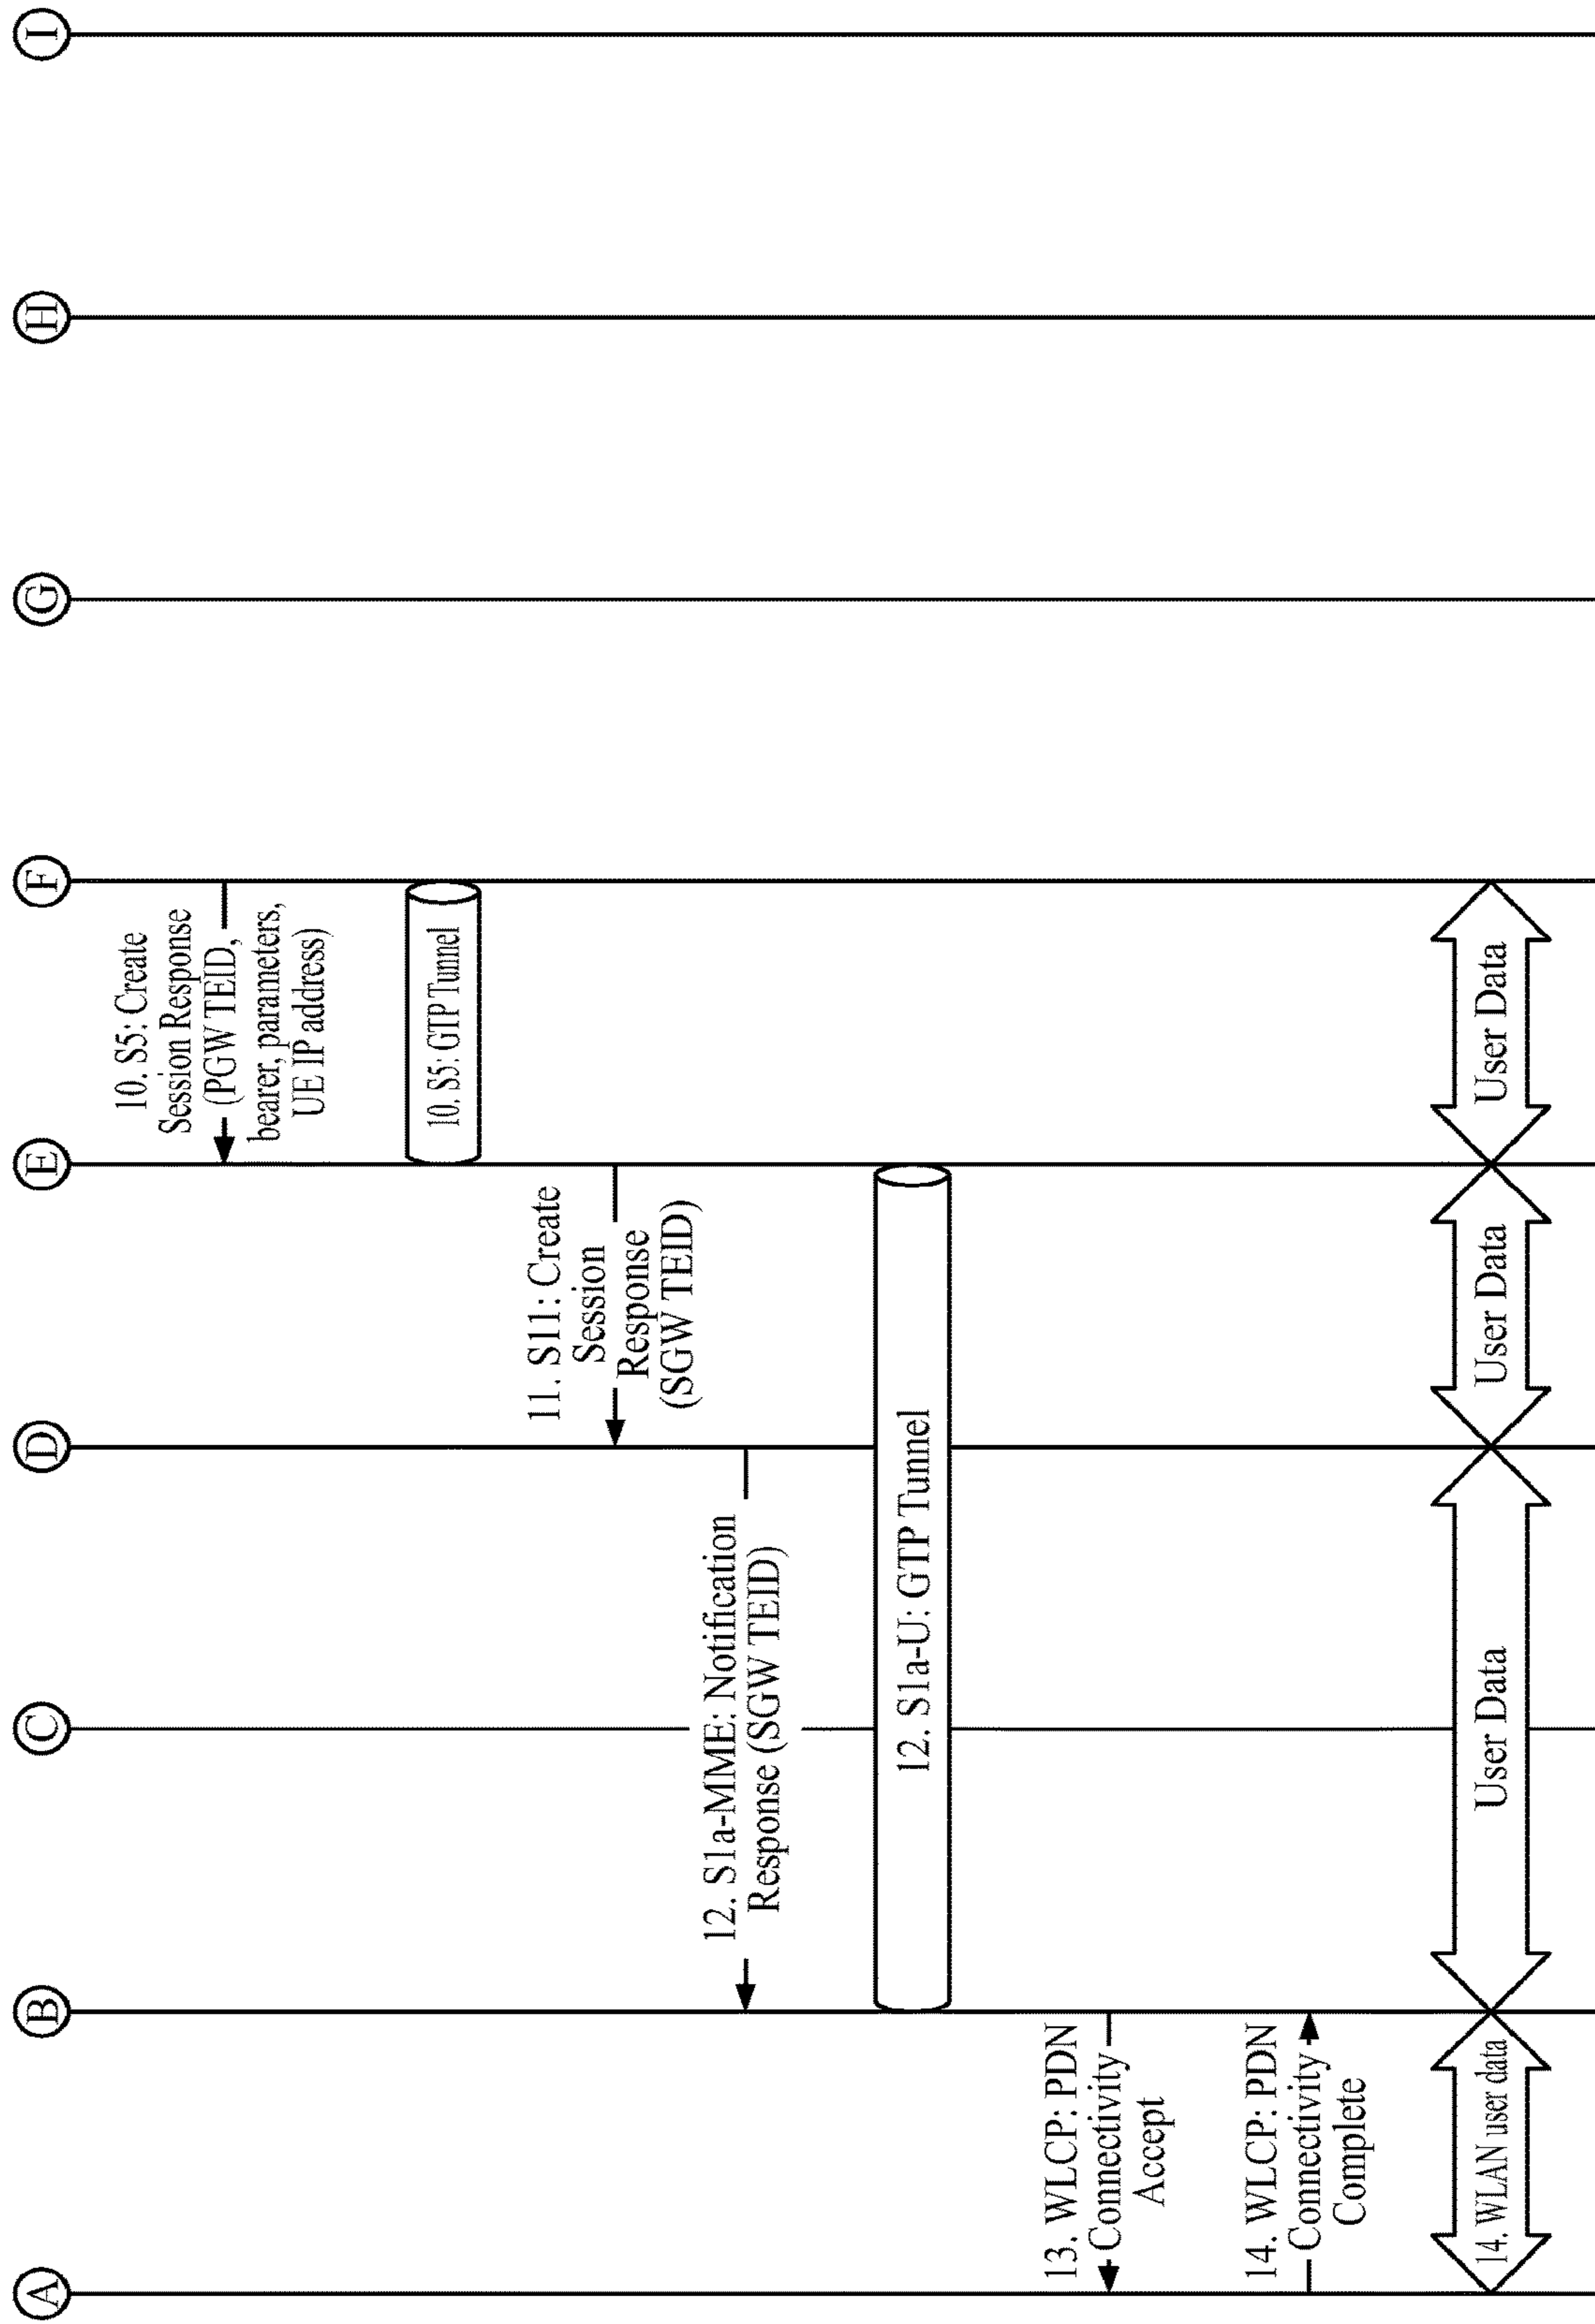 A
B
C
D
E
F
G
H
I
10. S5: Create
Session Response
(PGW TEID,
bearer, parameters,
UE IP address)
10. S5: GTP Tunnel
11. S11: Create
Session
Response
(SGW TEID)
12. S1a-MME: Notification
Response (SGW TEID)
12. S1a-U: GTP Tunnel
13. WLCP: PDN
Connectivity
Accept
14. WLCP: PDN
Connectivity
Complete
14. WLAN user data
User Data
User Data
User Data